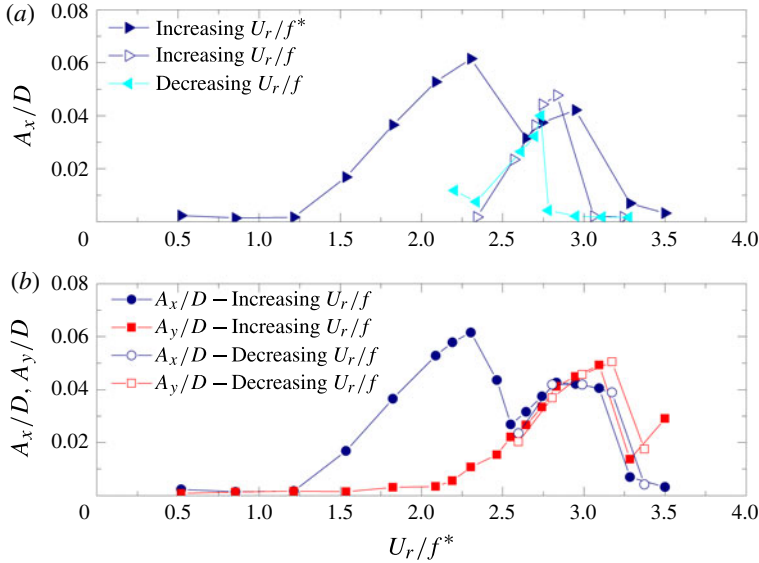 (a)
0.08
0.06
0.04
0.02
A_x/D
Increasing U_r/f*
Increasing U_r/f
Decreasing U_r/f
0 0.5 1.0 1.5 2.0 2.5 3.0 3.5 4.0
(b)
0.08
0.06
0.04
0.02
A_x/D, A_y/D
A_x/D – Increasing U_r/f
A_y/D – Increasing U_r/f
A_x/D – Decreasing U_r/f
A_y/D – Decreasing U_r/f
0 0.5 1.0 1.5 2.0 2.5 3.0 3.5 4.0
U_r/f*